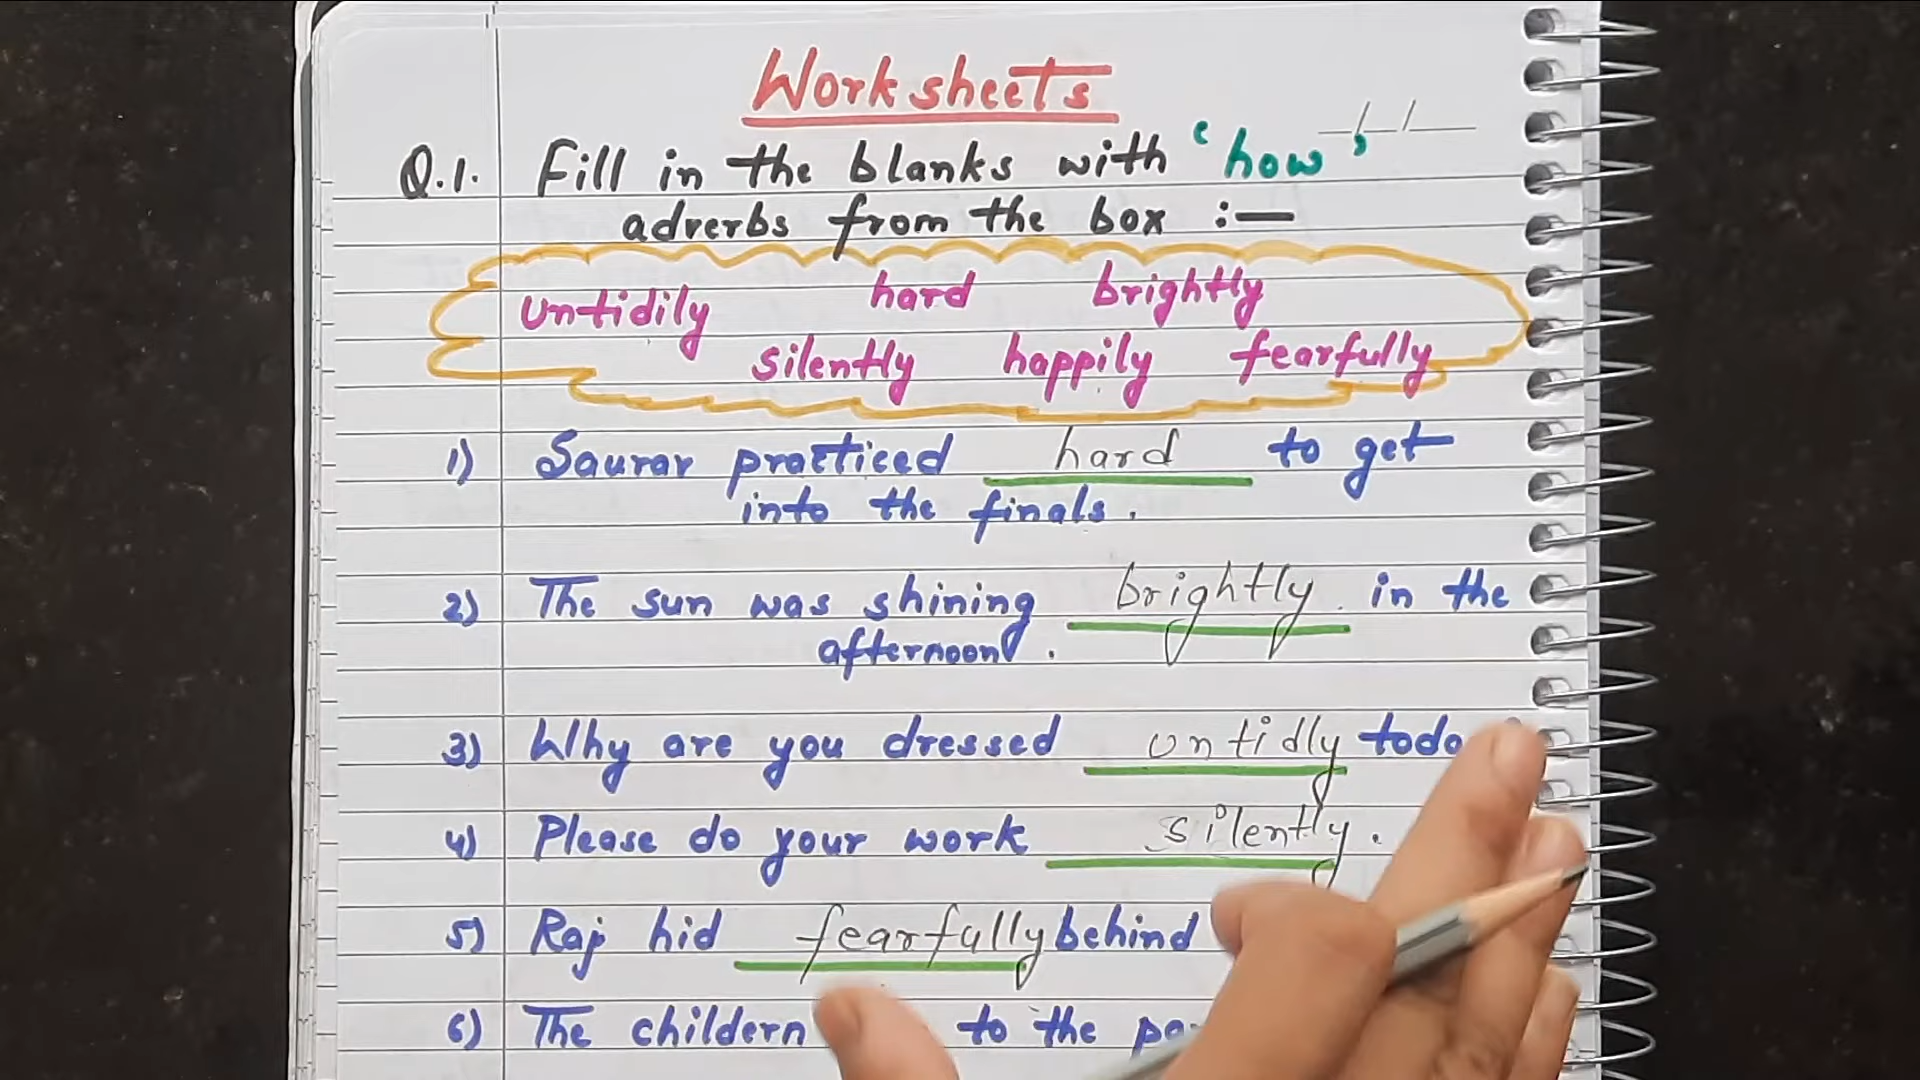 Worksheets
Q.1. Fill in the blanks with 'how'
adverbs from the box :—
untidily hard brightly
silently happily fearfully
1) Saurav practiced hard to get
into the finals.
2) The sun was shining brightly in the
afternoon.
3) Why are you dressed untidly
4) Please do your work silently.
5) Raj hid fearfully behind
6) The childern to the